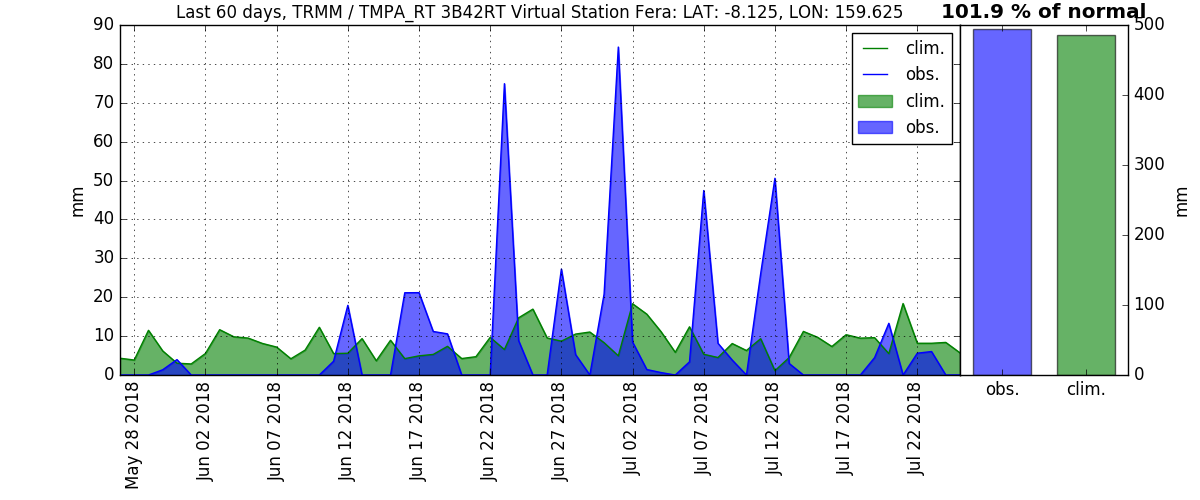 Last 60 days, TRMM / TMPA_RT 3B42RT Virtual Station Fera: LAT: -8.125, LON: 159.625
101.9 % of normal
90
80
70
60
50
40
30
20
10
0
mm
clim.
obs.
clim.
obs.
May 28 2018
Jun 02 2018
Jun 07 2018
Jun 12 2018
Jun 17 2018
Jun 22 2018
Jun 27 2018
Jul 02 2018
Jul 07 2018
Jul 12 2018
Jul 17 2018
Jul 22 2018
500
400
300
200
100
0
mm
obs.
clim.